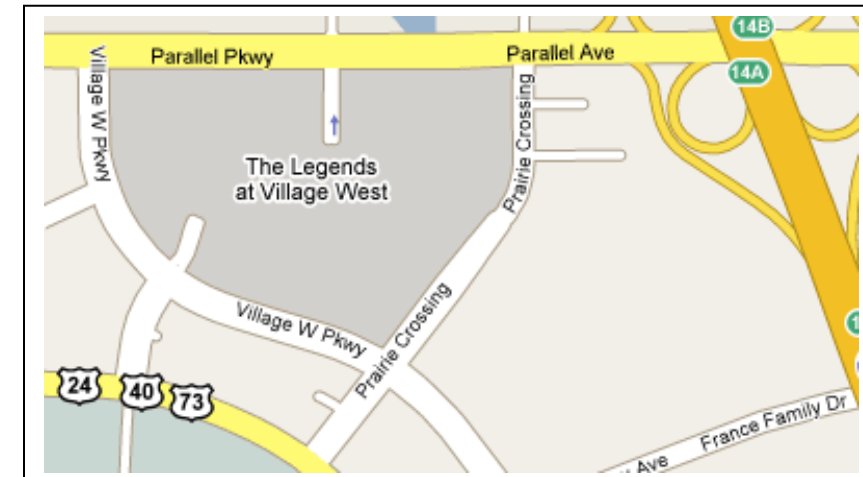 14B
Parallel Pkwy
Parallel Ave
14A
Village W Pkwy
Prairie Crossing
The Legends
at Village West
Village W Pkwy
Prairie Crossing
24
40
73
France Family Dr
Ave